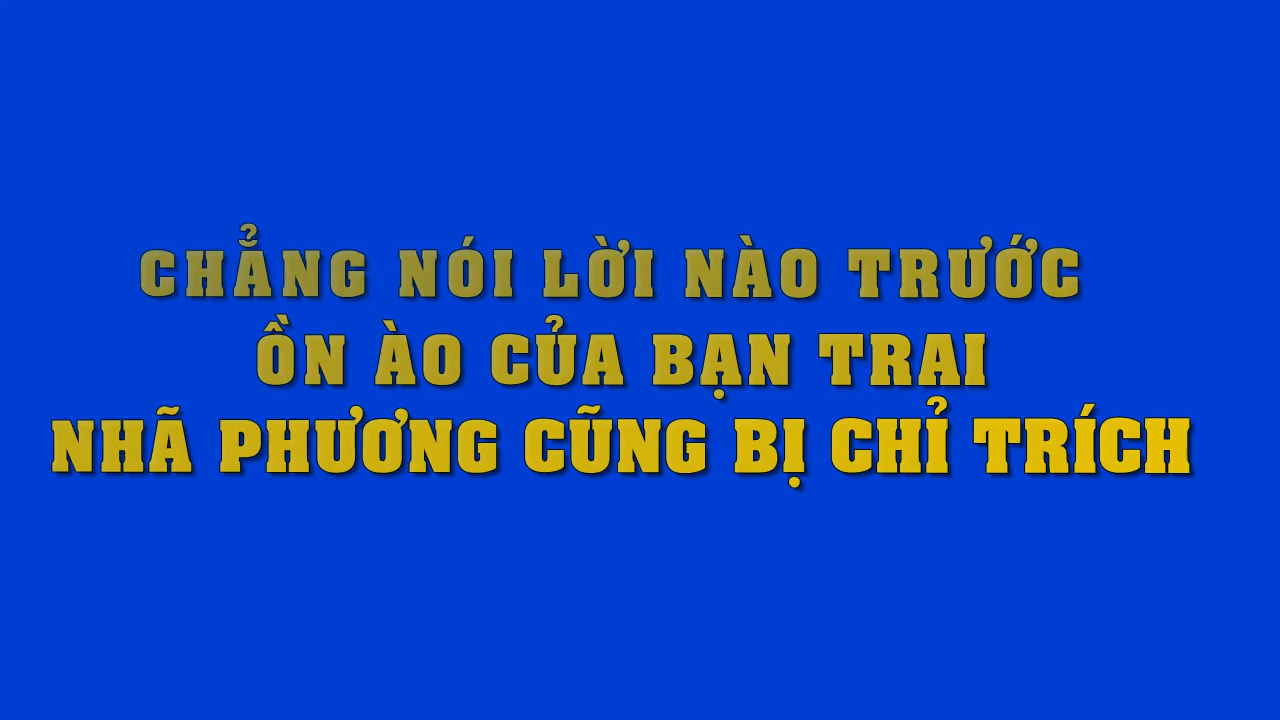 CHẲNG NÓI LỜI NÀO TRƯỚC
ỒN ÀO CỦA BẠN TRAI
NHÃ PHƯƠNG CŨNG BỊ CHỈ TRÍCH